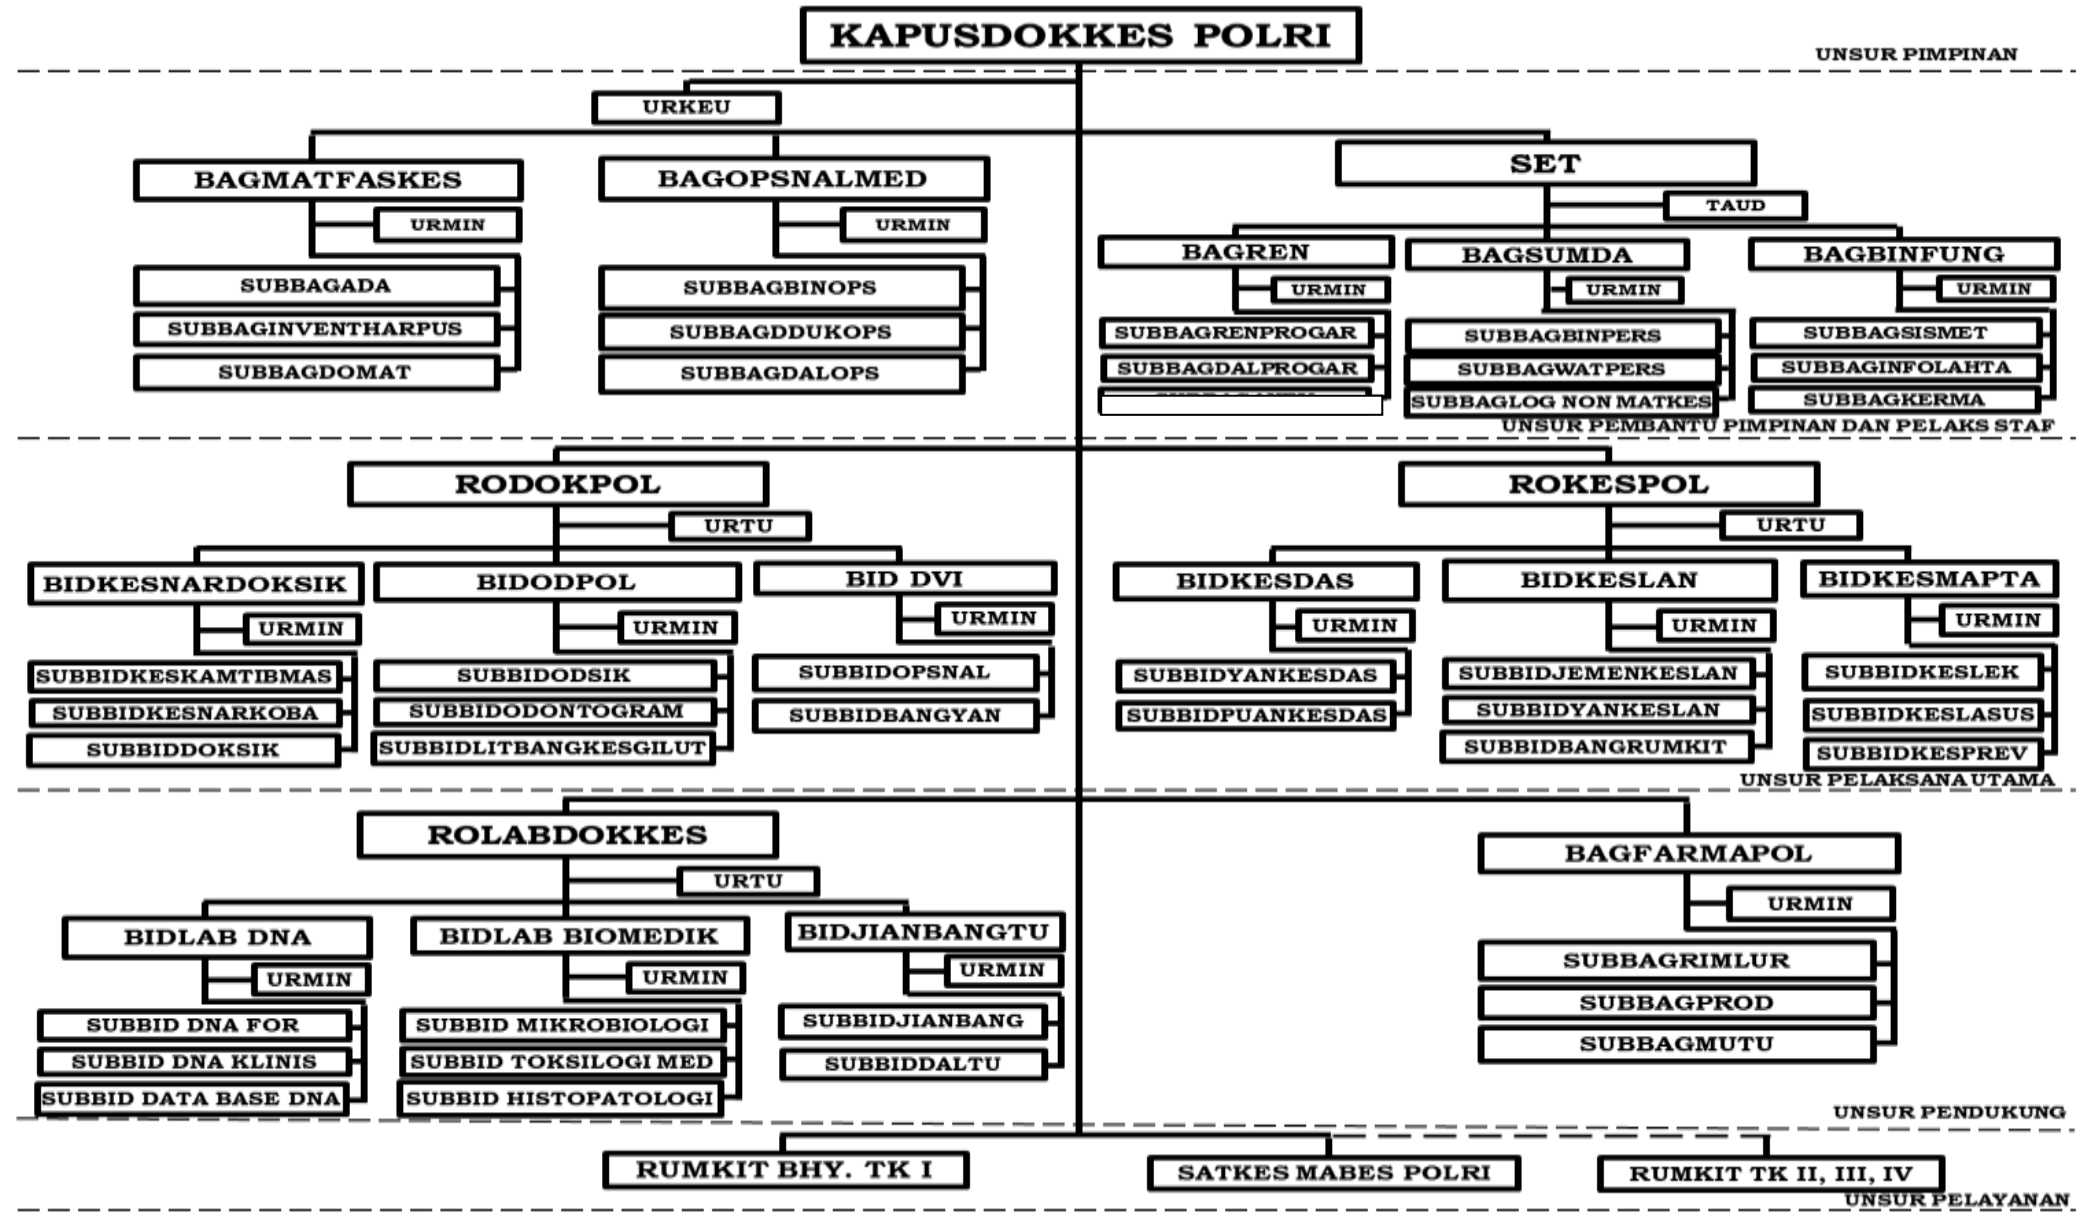 KAPUSDOKKES POLRI
UNSUR PIMPINAN
URKEU
BAGMATFASKES
URMIN
SUBBAGADA
SUBBAGINVENTHARPUS
SUBBAGDOMAT
BAGOPSNALMED
URMIN
SUBBAGBINOPS
SUBBAGDDUKOPS
SUBBAGDALOPS
SET
TAUD
BAGREN
URMIN
SUBBAGRENPROGAR
SUBBAGDALPROGAR
BAGSUMDA
URMIN
SUBBAGBINPERS
SUBBAGWATPERS
SUBBAGLOG NON MATKES
BAGBINFUNG
URMIN
SUBBAGSISMET
SUBBAGINFOLAHTA
SUBBAGKERMA
UNSUR PEMBANTU PIMPINAN DAN PELAKS STAF
RODOKPOL
URTU
BIDKESNARDOKSIK
URMIN
SUBBIDKESKAMTIBMAS
SUBBIDKESNARKOBA
SUBBIDDOKSIK
BIDODPOL
URMIN
SUBBIDODSIK
SUBBIDODONTOGRAM
SUBBIDLITBANGKESGILUT
BID DVI
URMIN
SUBBIDOPSNAL
SUBBIDBANGYAN
ROKESPOL
URTU
BIDKESDAS
URMIN
SUBBIDYANKESDAS
SUBBIDPUANKESDAS
BIDKESLAN
URMIN
SUBBIDJEMENKESLAN
SUBBIDYANKESLAN
SUBBIDBANGRUMKIT
BIDKESMAPTA
URMIN
SUBBIDKESLEK
SUBBIDKESLASUS
SUBBIDKESPREV
UNSUR PELAKSANA UTAMA
ROLABDOKKES
URTU
BIDLAB DNA
URMIN
SUBBID DNA FOR
SUBBID DNA KLINIS
SUBBID DATA BASE DNA
BIDLAB BIOMEDIK
URMIN
SUBBID MIKROBIOLOGI
SUBBID TOKSILOGI MED
SUBBID HISTOPATOLOGI
BIDJIANBANGTU
URMIN
SUBBIDJIANBANG
SUBBIDDALTU
BAGFARMAPOL
URMIN
SUBBAGRIMLUR
SUBBAGPROD
SUBBAGMUTU
UNSUR PENDUKUNG
RUMKIT BHY. TK I
SATKES MABES POLRI
RUMKIT TK II, III, IV
UNSUR PELAYANAN